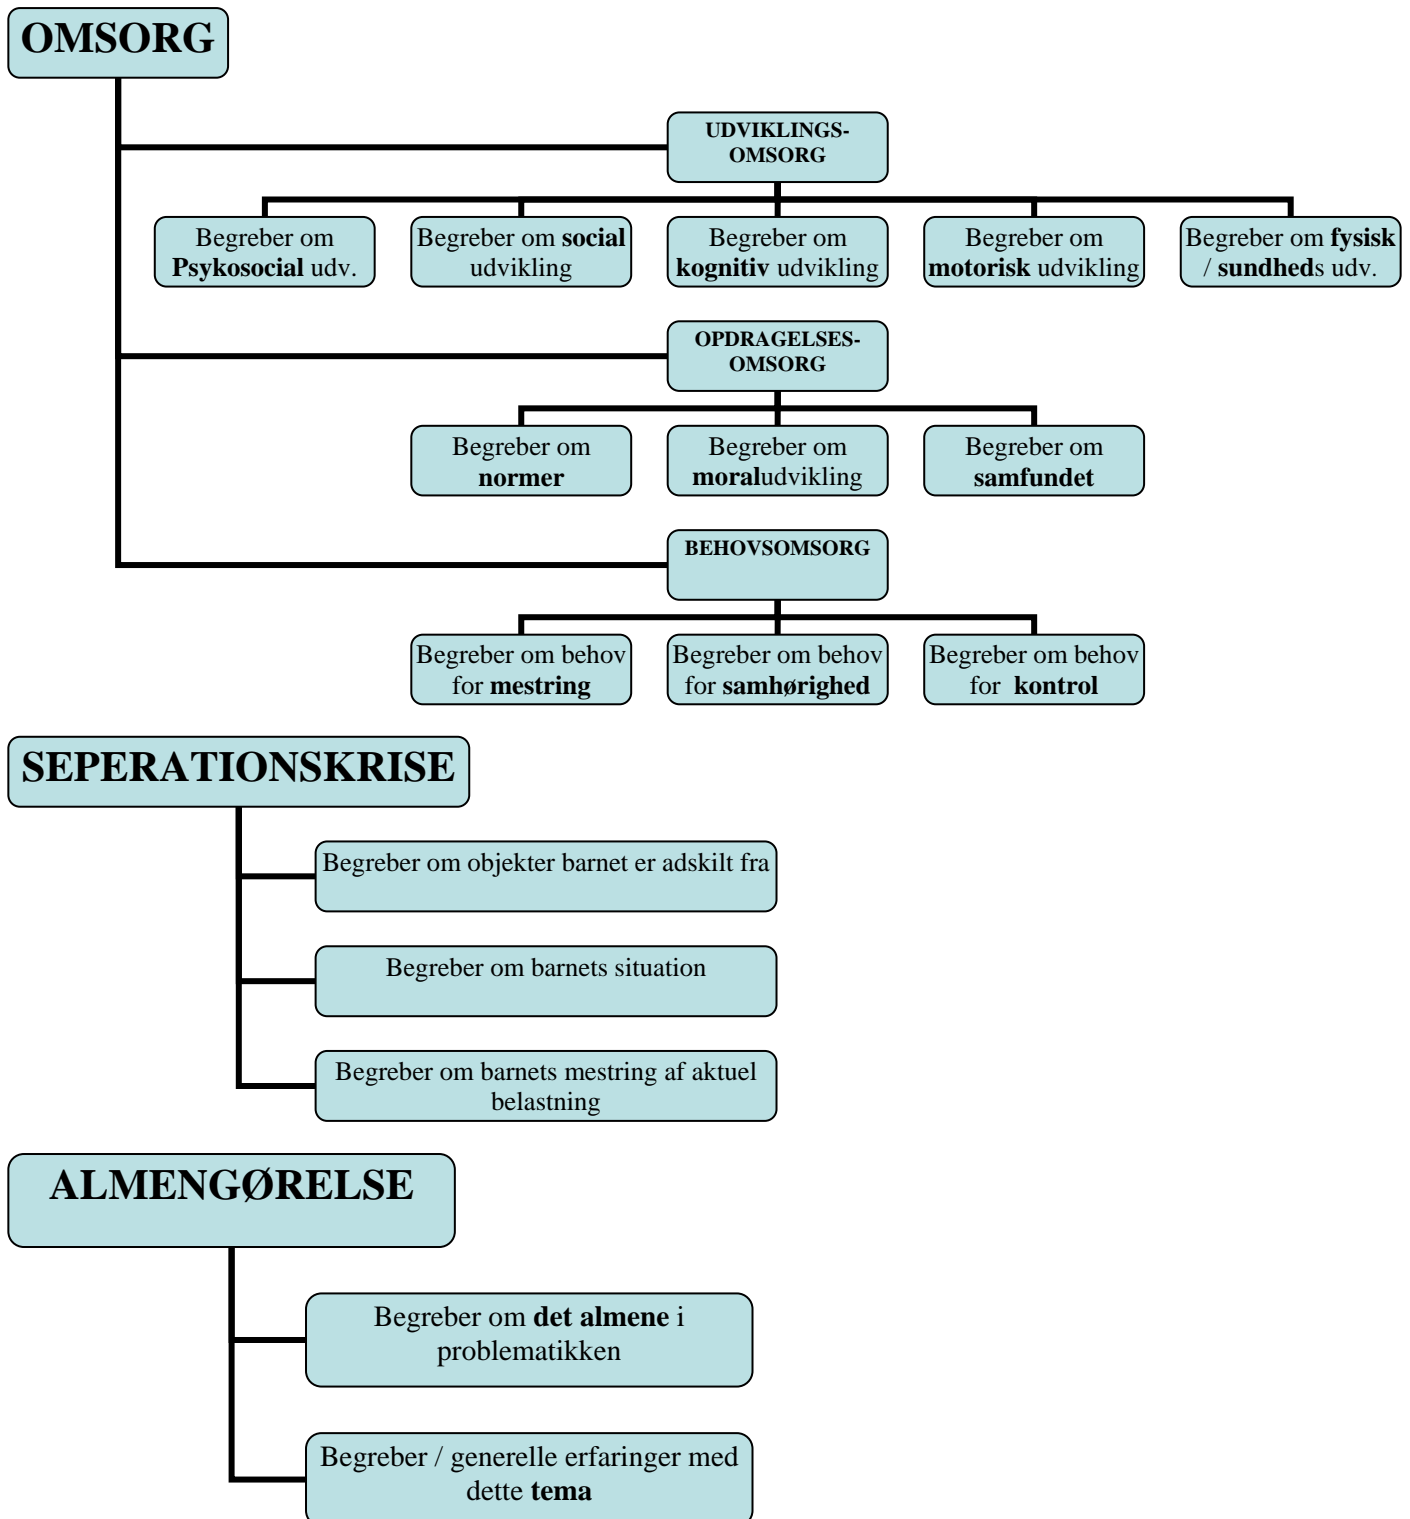 OMSORG
UDVIKLINGS-
OMSORG
Begreber om
Psykosocial udv.
Begreber om social
udvikling
Begreber om
kognitiv udvikling
Begreber om
motorisk udvikling
Begreber om fysisk
/ sundheds udv.
OPDRAGELSES-
OMSORG
Begreber om
normer
Begreber om
moraludvikling
Begreber om
samfundet
BEHOVSOMSORG
Begreber om behov
for mestring
Begreber om behov
for samhørighed
Begreber om behov
for kontrol
SEPERATIONSKRISE
Begreber om objekter barnet er adskilt fra
Begreber om barnets situation
Begreber om barnets mestring af aktuel
belastning
ALMENGØRELSE
Begreber om det almene i
problematikken
Begreber / generelle erfaringer med
dette tema